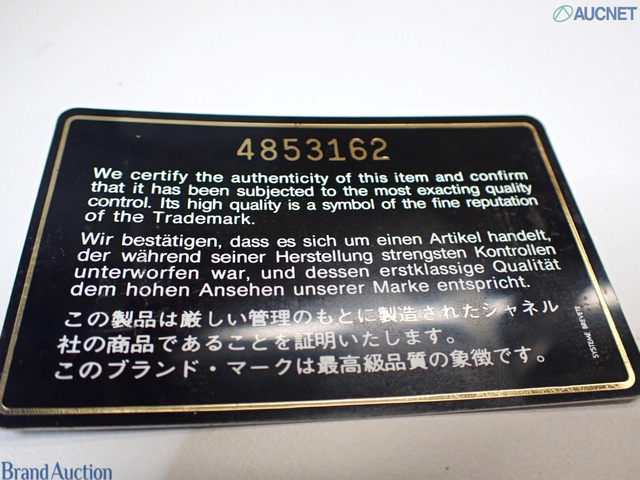 AUCNET
4853162
We certify the authenticity of this item and confirm
that it has been subjected to the most exacting quality
control. Its high quality is a symbol of the fine reputation
of the Trademark.
Wir bestätigen, dass es sich um einen Artikel handelt,
der während seiner Herstellung strengsten Kontrollen
unterworfen war, und dessen erstklassige Qualität
dem hohen Ansehen unserer Marke entspricht.
この製品は厳しい管理のもとに製造されたシャネル
社の商品であることを証明いたします。
このブランド・マークは最高級品質の象徴です。
SYSTEME BREVETE
Brand Auction